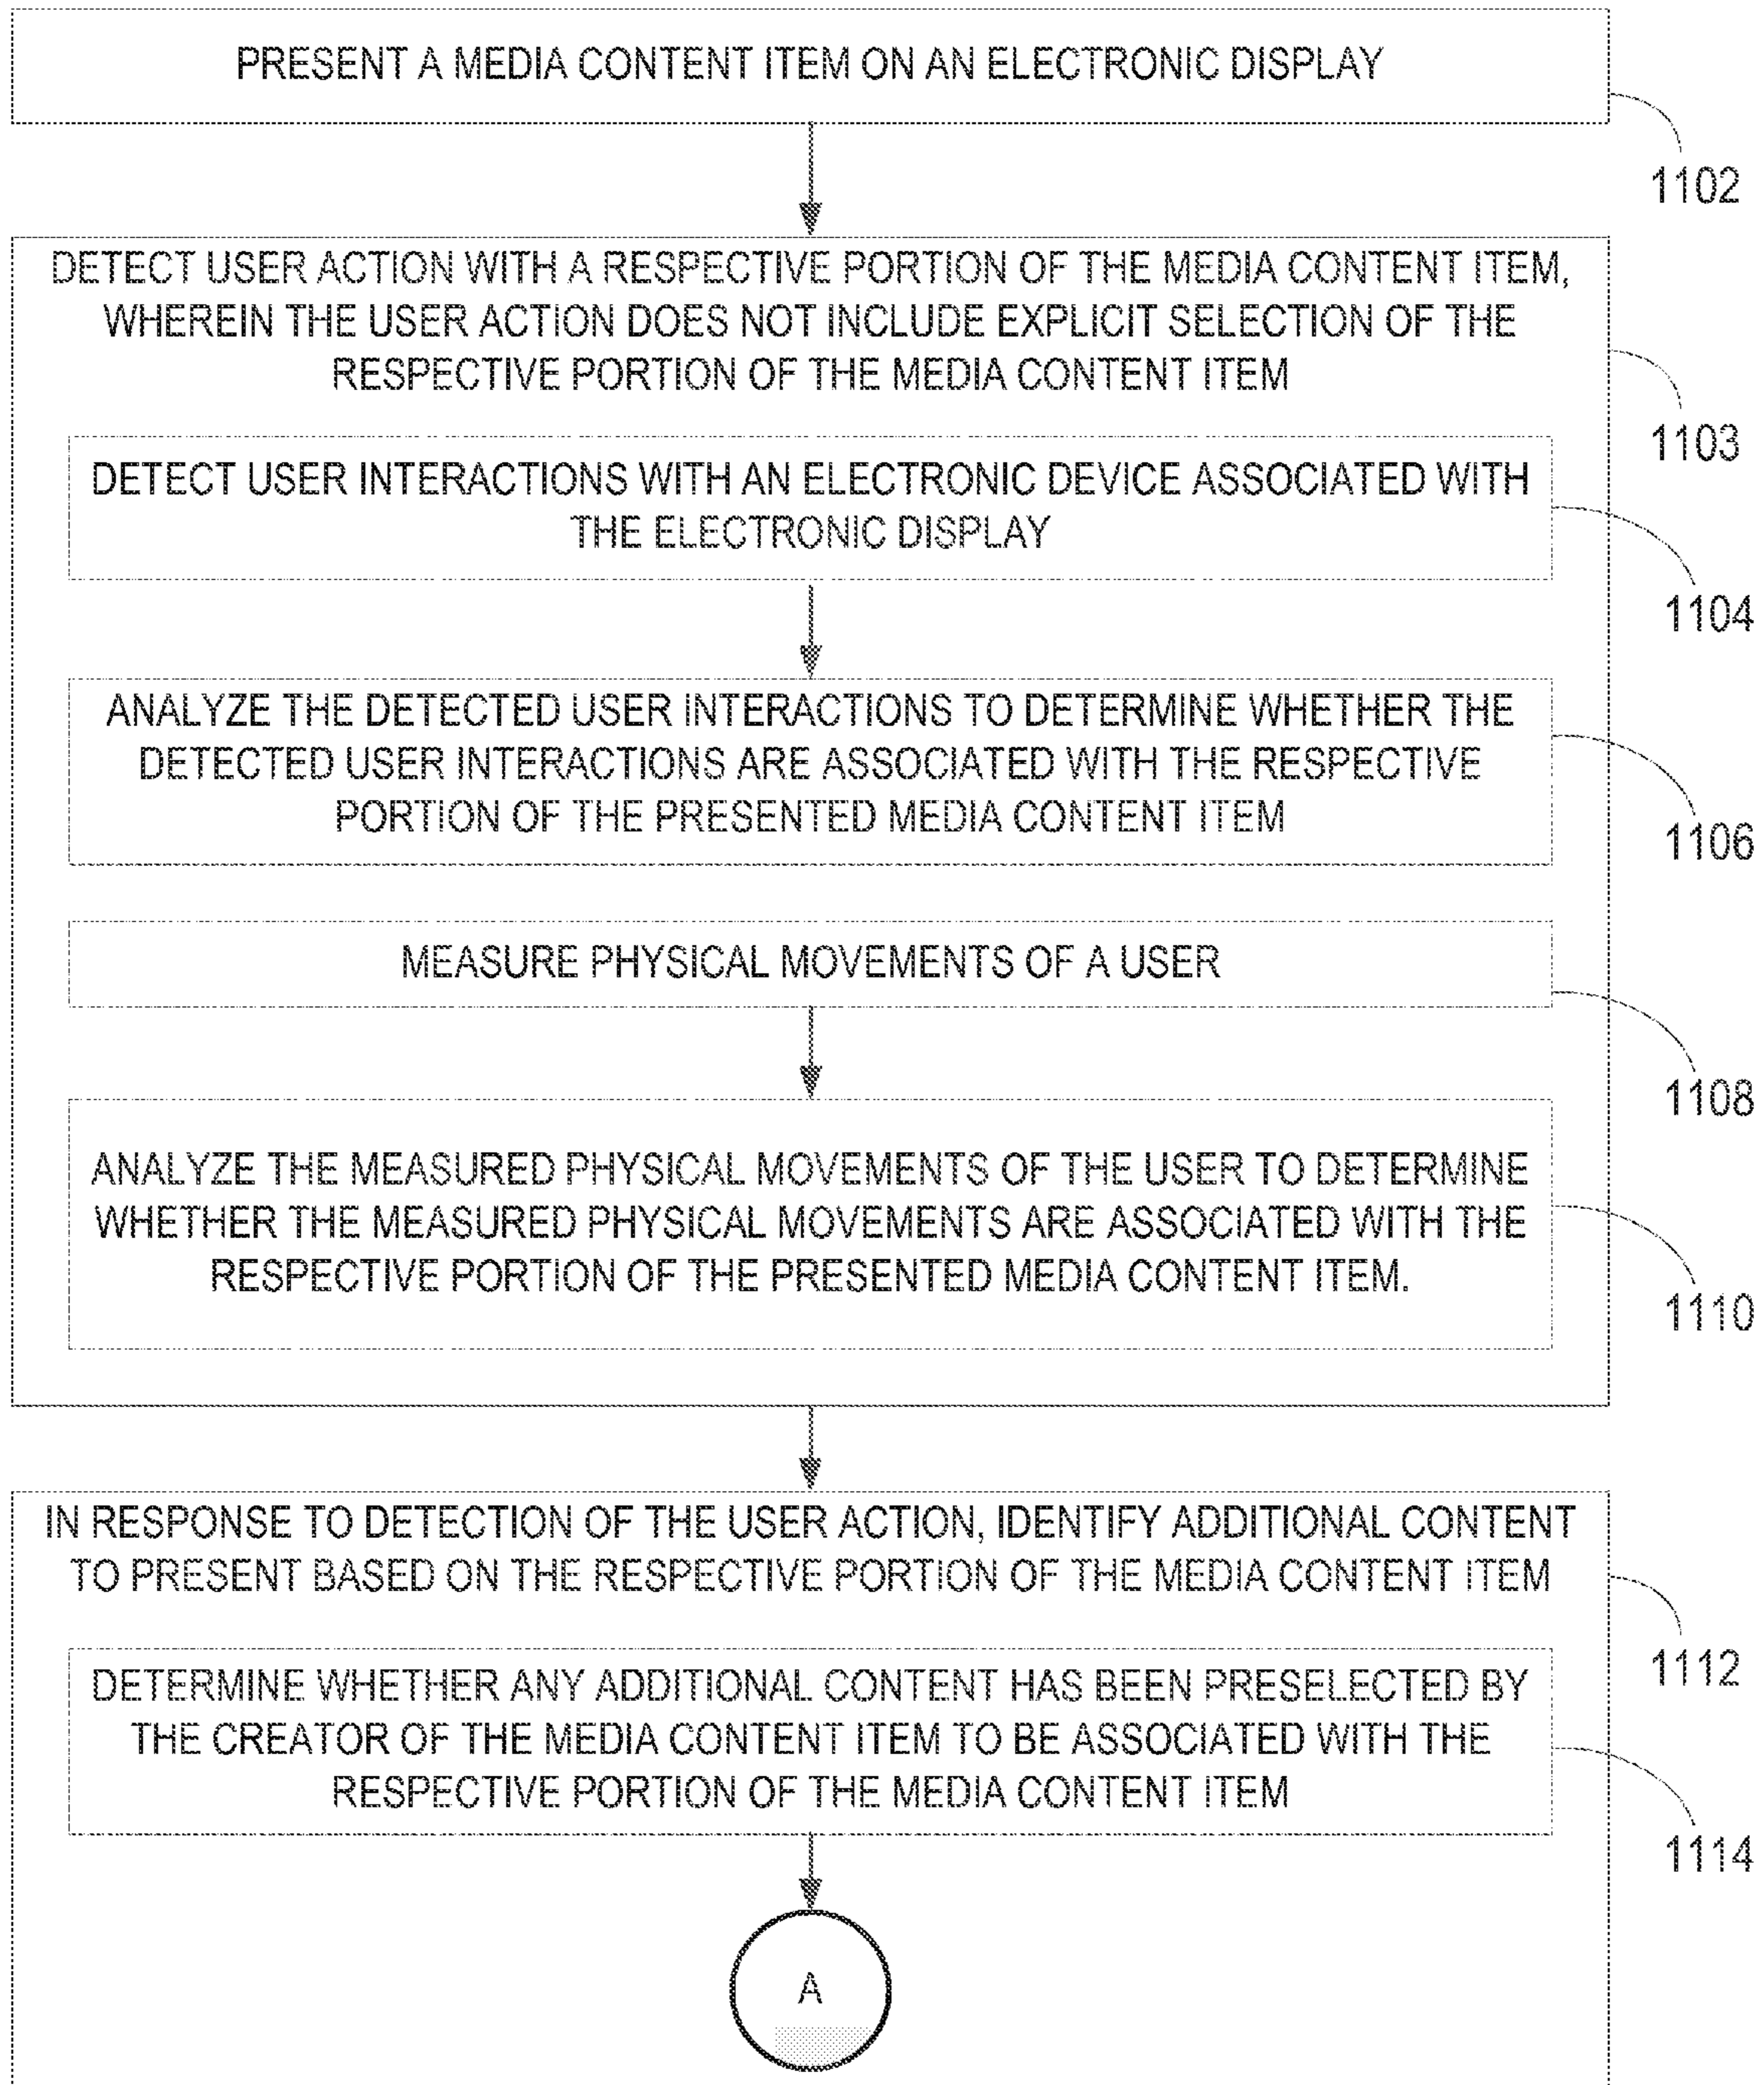 PRESENT A MEDIA CONTENT ITEM ON AN ELECTRONIC DISPLAY
1102
DETECT USER ACTION WITH A RESPECTIVE PORTION OF THE MEDIA CONTENT ITEM,
WHEREIN THE USER ACTION DOES NOT INCLUDE EXPLICIT SELECTION OF THE
RESPECTIVE PORTION OF THE MEDIA CONTENT ITEM
1103
DETECT USER INTERACTIONS WITH AN ELECTRONIC DEVICE ASSOCIATED WITH
THE ELECTRONIC DISPLAY
1104
ANALYZE THE DETECTED USER INTERACTIONS TO DETERMINE WHETHER THE
DETECTED USER INTERACTIONS ARE ASSOCIATED WITH THE RESPECTIVE
PORTION OF THE PRESENTED MEDIA CONTENT ITEM
1106
MEASURE PHYSICAL MOVEMENTS OF A USER
1108
ANALYZE THE MEASURED PHYSICAL MOVEMENTS OF THE USER TO DETERMINE
WHETHER THE MEASURED PHYSICAL MOVEMENTS ARE ASSOCIATED WITH THE
RESPECTIVE PORTION OF THE PRESENTED MEDIA CONTENT ITEM.
1110
IN RESPONSE TO DETECTION OF THE USER ACTION, IDENTIFY ADDITIONAL CONTENT
TO PRESENT BASED ON THE RESPECTIVE PORTION OF THE MEDIA CONTENT ITEM
1112
DETERMINE WHETHER ANY ADDITIONAL CONTENT HAS BEEN PRESELECTED BY
THE CREATOR OF THE MEDIA CONTENT ITEM TO BE ASSOCIATED WITH THE
RESPECTIVE PORTION OF THE MEDIA CONTENT ITEM
1114
A